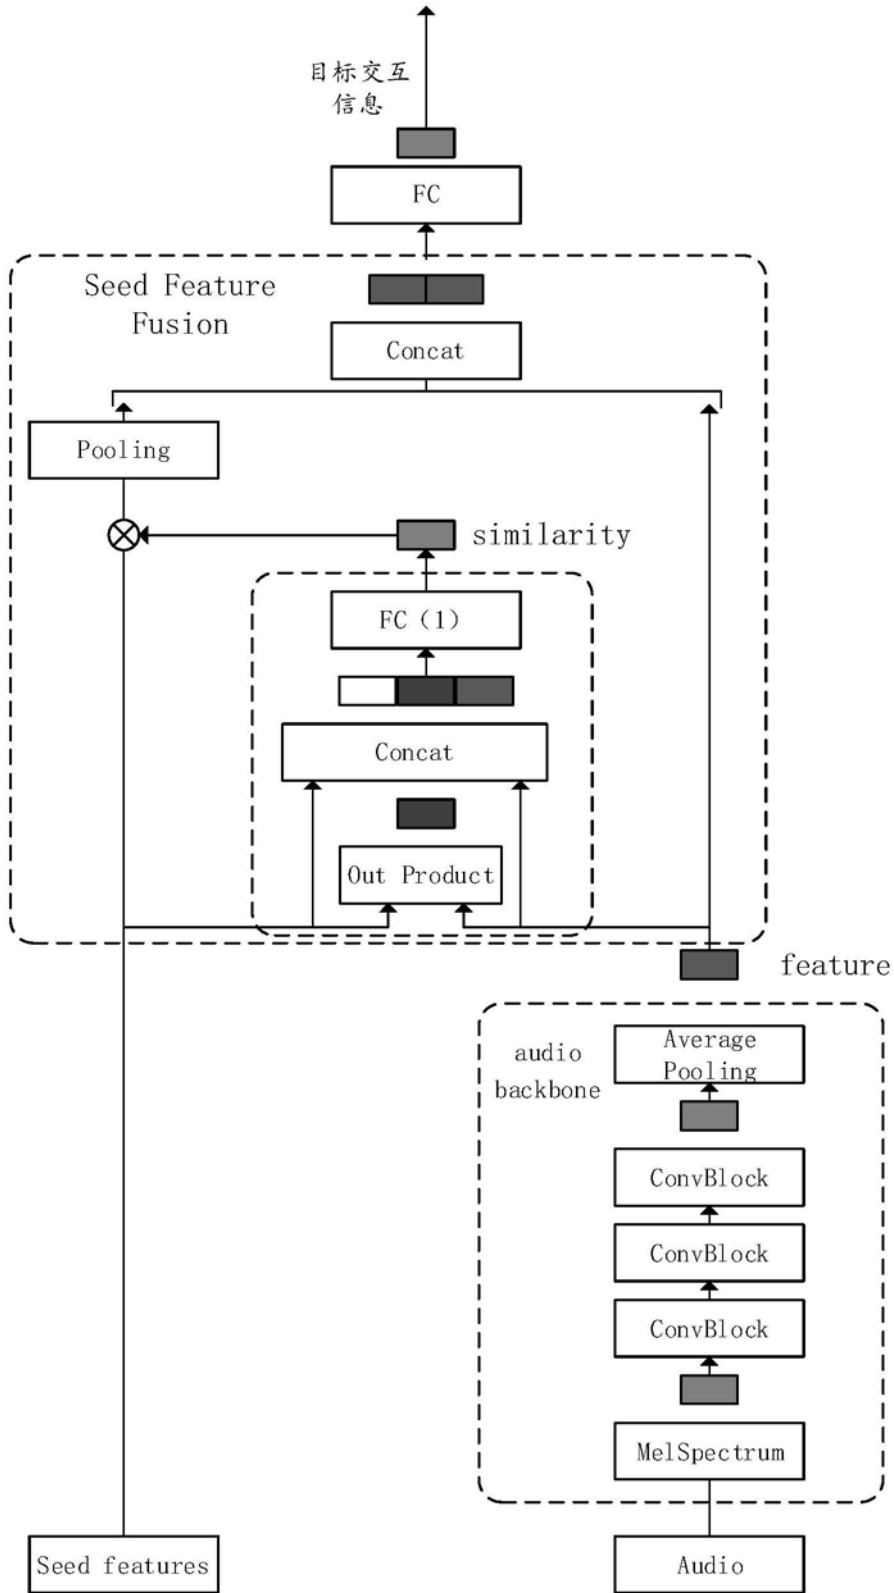 目标交互
信息
FC
Seed Feature
Fusion
Concat
Pooling
similarity
FC（1）
Concat
Out Product
feature
audio
backbone
Average
Pooling
ConvBlock
ConvBlock
ConvBlock
MelSpectrum
Seed features
Audio